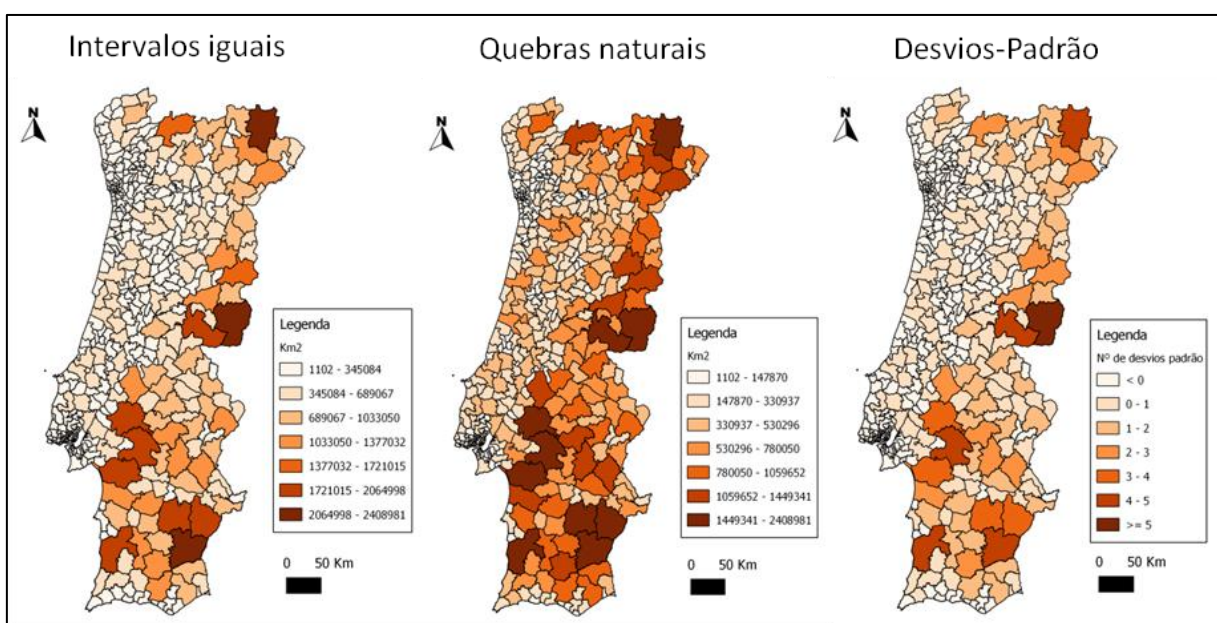 Intervalos iguais
N
Legenda
Km2
1102 - 345084
345084 - 689067
689067 - 1033050
1033050 - 1377032
1377032 - 1721015
1721015 - 2064998
2064998 - 2408981
0 50 Km
Quebras naturais
N
Legenda
Km2
1102 - 147870
147870 - 330937
330937 - 530296
530296 - 780050
780050 - 1059652
1059652 - 1449341
1449341 - 2408981
0 50 Km
Desvios-Padrão
N
Legenda
Nº de desvios padrão
< 0
0 - 1
1 - 2
2 - 3
3 - 4
4 - 5
>= 5
0 50 Km